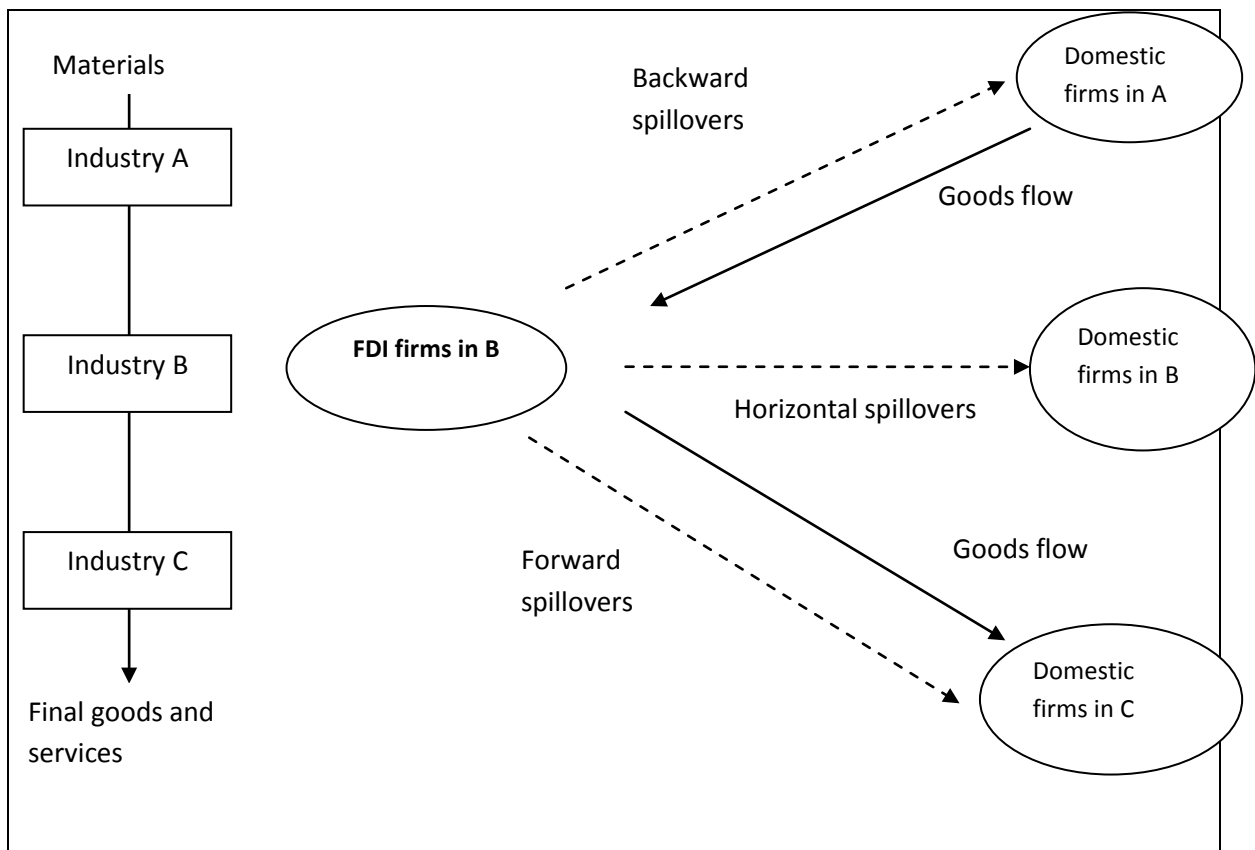 Materials
Industry A
Industry B
Industry C
Final goods and
services
FDI firms in B
Backward
spillovers
Goods flow
Horizontal spillovers
Goods flow
Forward
spillovers
Domestic
firms in A
Domestic
firms in B
Domestic
firms in C